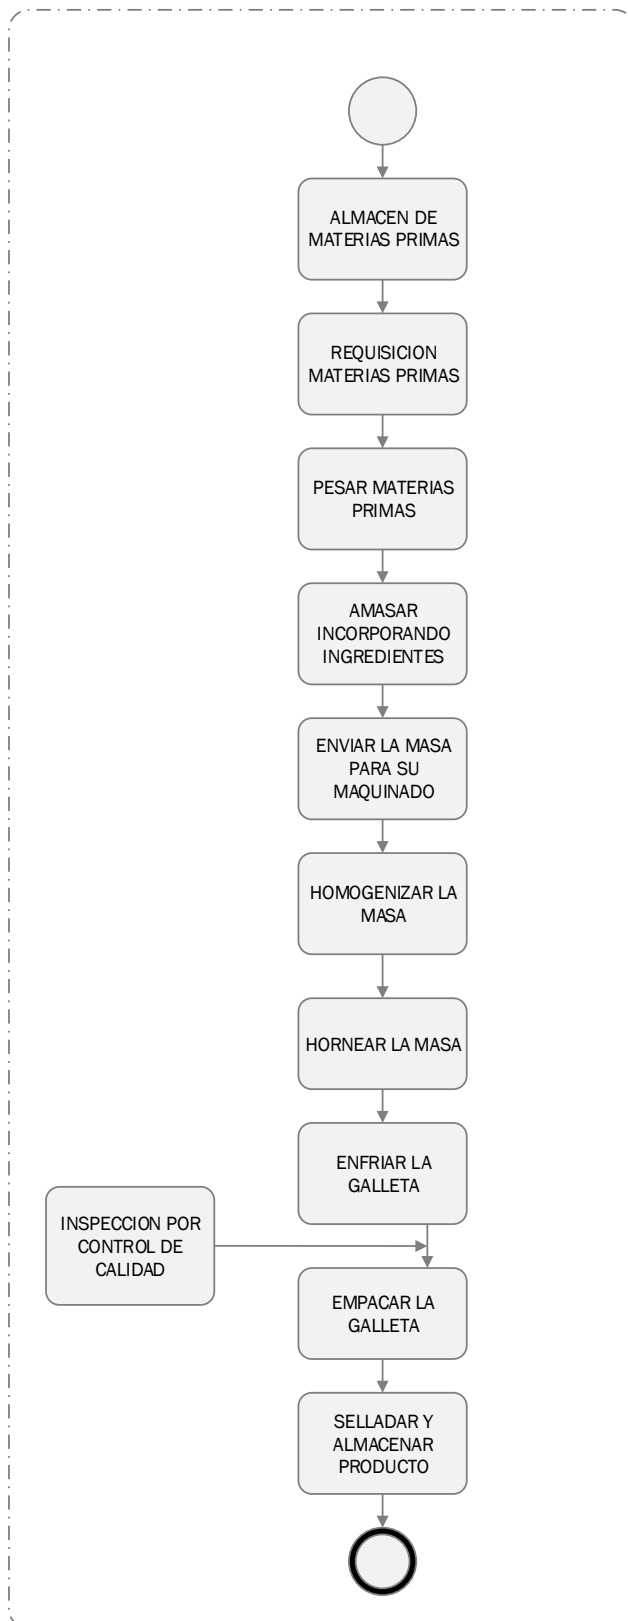 ALMACEN DE
MATERIAS PRIMAS
REQUISICION
MATERIAS PRIMAS
PESAR MATERIAS
PRIMAS
AMASAR
INCORPORANDO
INGREDIENTES
ENVIAR LA MASA
PARA SU
MAQUINADO
HOMOGENIZAR LA
MASA
HORNEAR LA MASA
ENFRIAR LA
GALLETA
INSPECCION POR
CONTROL DE
CALIDAD
EMPACAR LA
GALLETA
SELLADAR Y
ALMACENAR
PRODUCTO